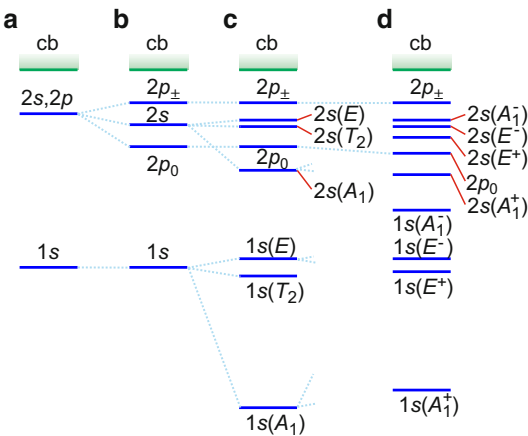 a
b
c
d
cb
cb
cb
cb
2s,2p
2p±
2s
2p₀
2p±
2s(E)
2s(T₂)
2p₀
2s(A₁)
2p±
2s(A₁⁻)
2s(E⁻)
2s(E⁺)
2p₀
2s(A₁⁺)
1s
1s
1s(E)
1s(T₂)
1s(A₁)
1s(A₁⁻)
1s(E⁻)
1s(E⁺)
1s(A₁⁺)